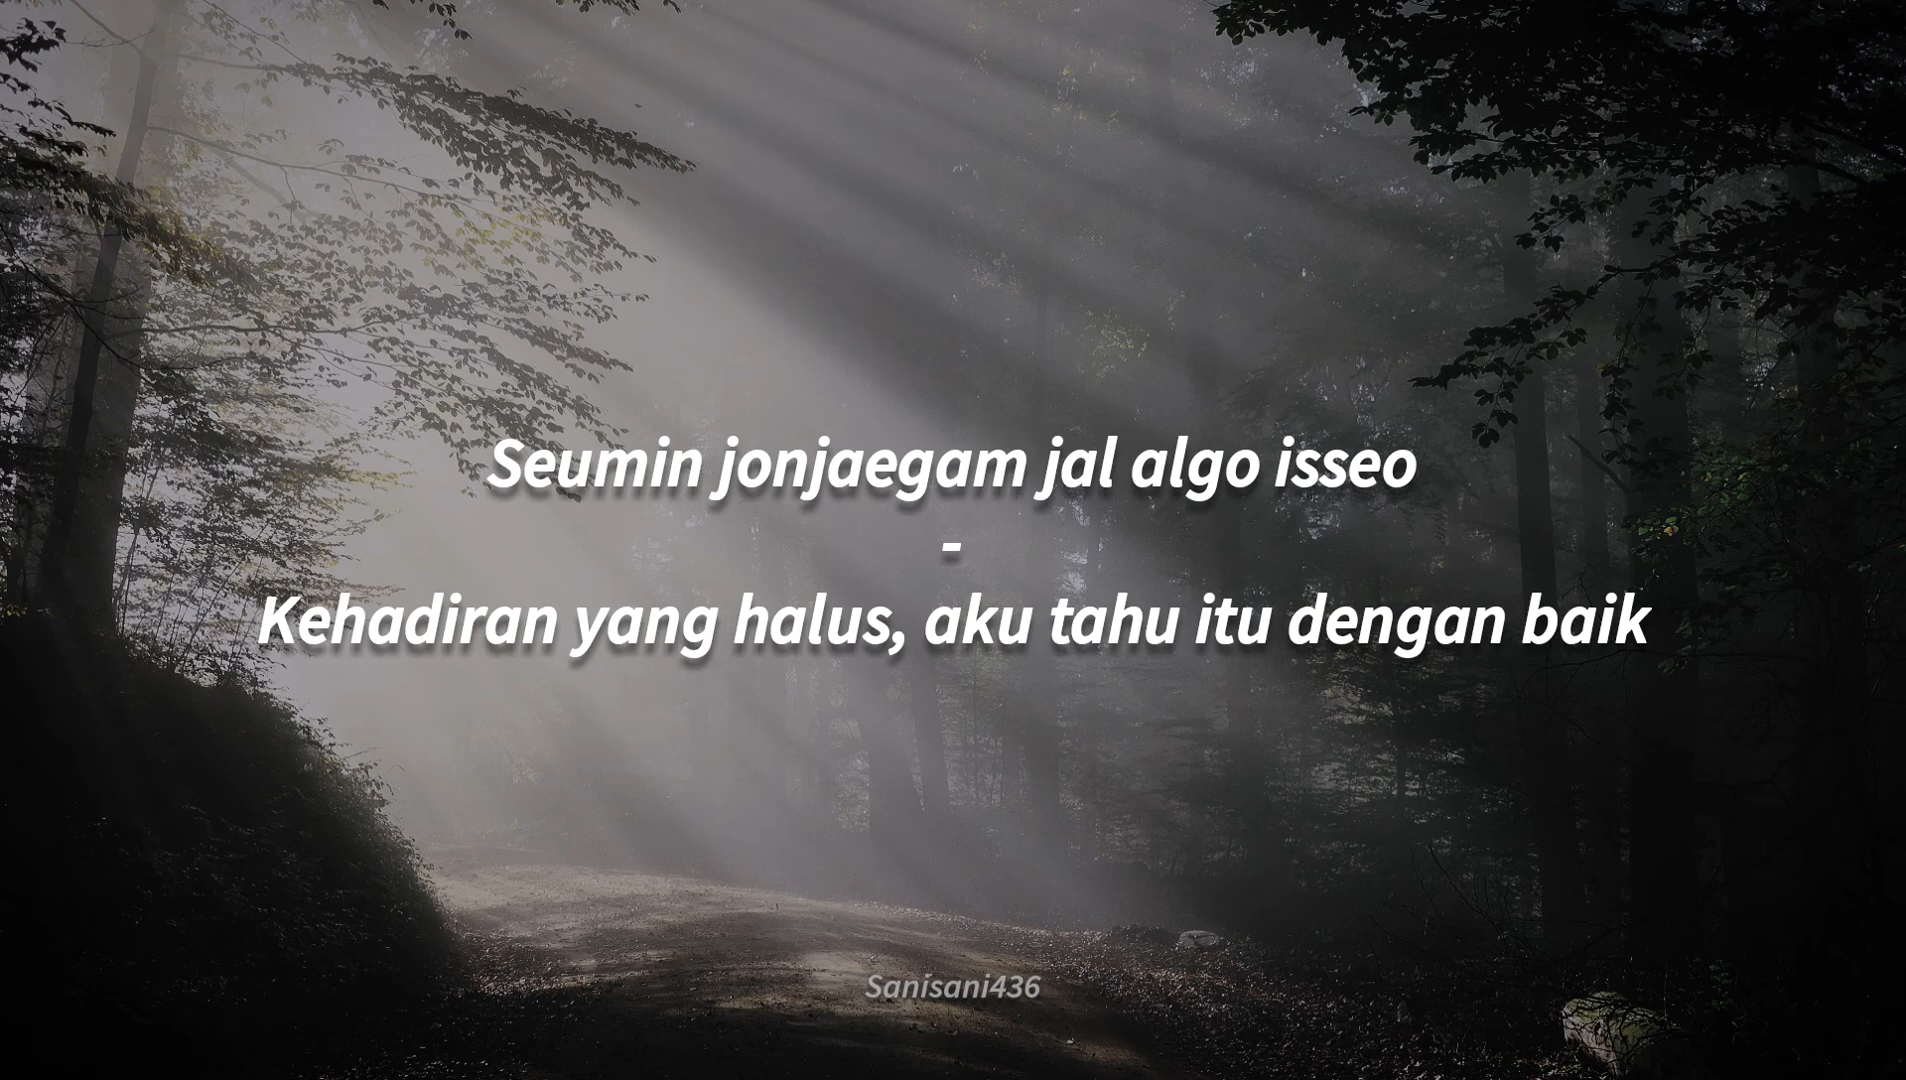 Seumin jonjaegam jal algo isseo
-
Kehadiran yang halus, aku tahu itu dengan baik
Sanisani436